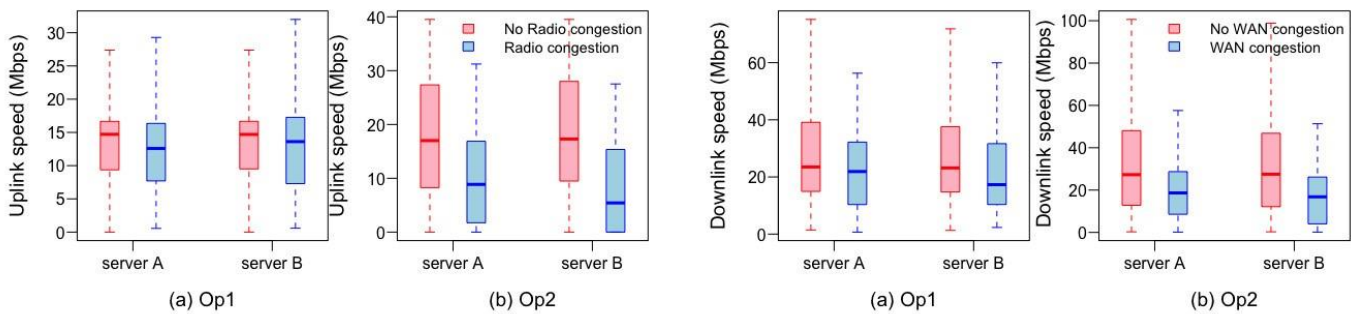 Uplink speed (Mbps)
30
25
20
15
10
5
0
server A
server B
(a) Op1
Uplink speed (Mbps)
40
30
20
10
0
No Radio congestion
Radio congestion
server A
server B
(b) Op2
Downlink speed (Mbps)
60
40
20
0
server A
server B
(a) Op1
Downlink speed (Mbps)
100
80
60
40
20
0
No WAN congestion
WAN congestion
server A
server B
(b) Op2